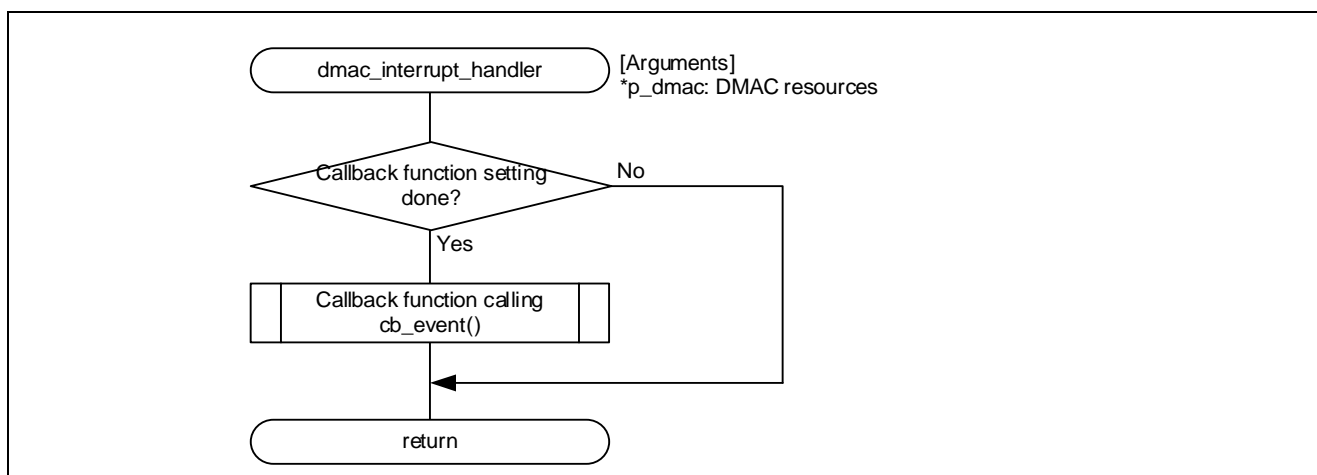 dmac_interrupt_handler
[Arguments]
*p_dmac: DMAC resources
Callback function setting
done?
No
Yes
Callback function calling
cb_event()
return